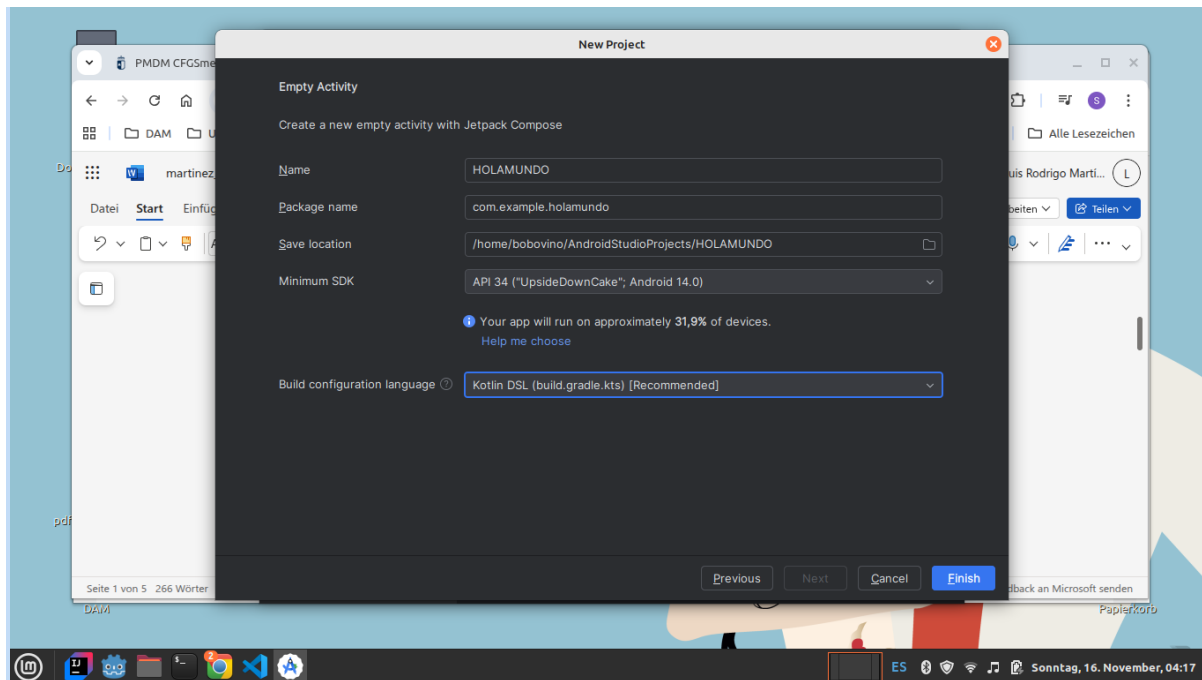 New Project
PMDM CFGSme
Empty Activity
Create a new empty activity with Jetpack Compose
S
DAM
U
Alle Lesezeichen
Do
W
martinez_
uis Rodrigo Marti...
L
Name
HOLAMUNDO
Datei Start Einfüg
beiten
Teilen
Package name
com.example.holamundo
Save location
/home/bobovino/AndroidStudioProjects/HOLAMUNDO
Minimum SDK
API 34 ("UpsideDownCake"; Android 14.0)
Your app will run on approximately 31,9% of devices.
Help me choose
Build configuration language
Kotlin DSL (build.gradle.kts) [Recommended]
pdf
Previous Next Cancel Finish
Seite 1 von 5 266 Wörter
dback an Microsoft senden
DAM
Papierkorb
IJ
2
ES
Sonntag, 16. November, 04:17